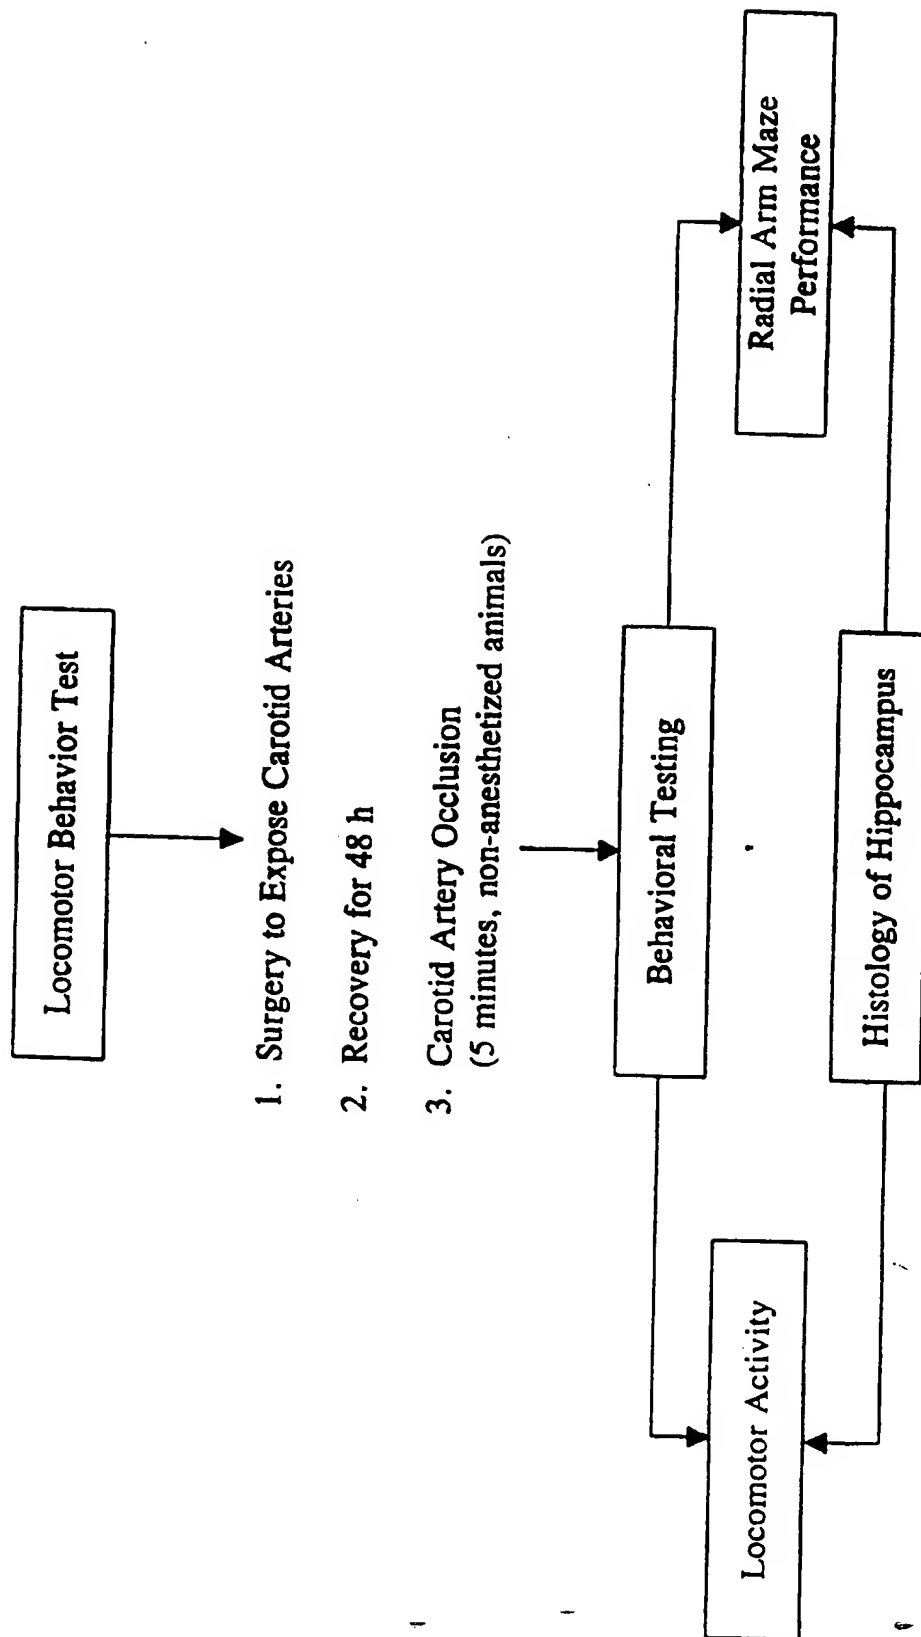 Locomotor Behavior Test
1. Surgery to Expose Carotid Arteries
2. Recovery for 48 h
3. Carotid Artery Occlusion
(5 minutes, non-anesthetized animals)
Behavioral Testing
Locomotor Activity
Radial Arm Maze
Performance
Histology of Hippocampus